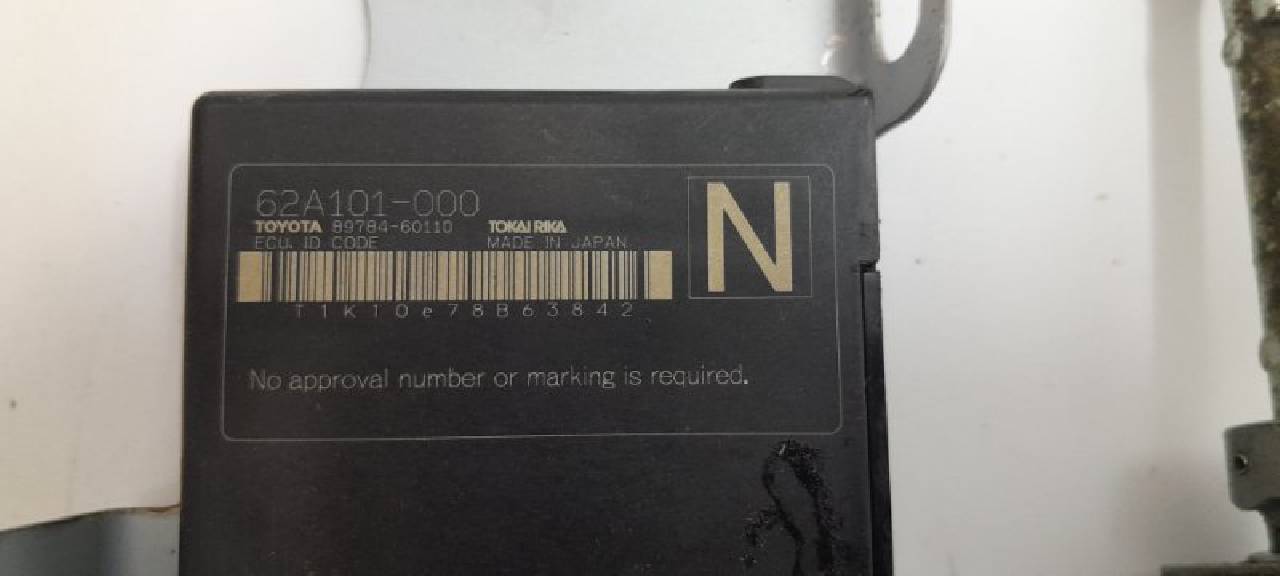 62A101-000
TOYOTA 89784-60110 TOKAI RIKA
ECU. ID CODE MADE IN JAPAN
N
T1K10e78B63842
No approval number or marking is required.